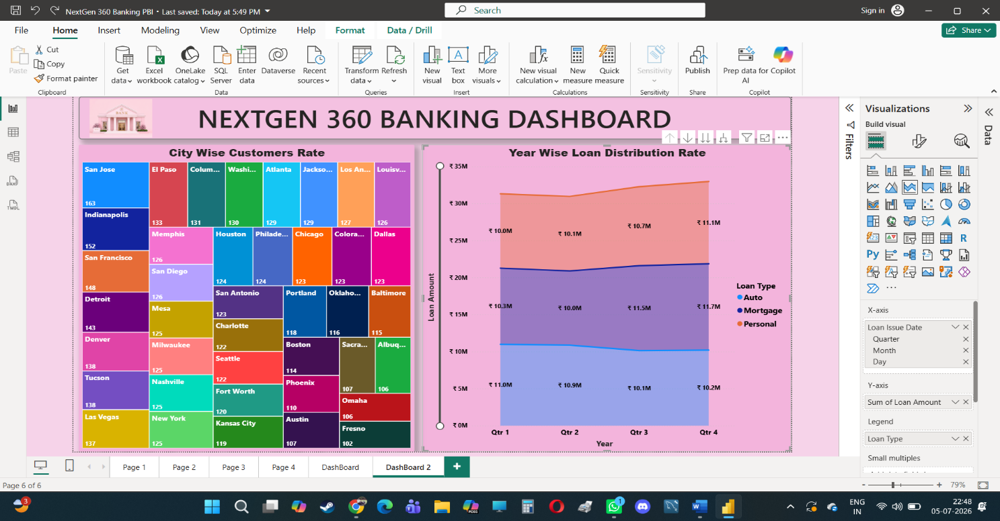 NextGen 360 Banking PBI • Last saved: Today at 5:49 PM
Search
Sign in
File Home Insert Modeling View Optimize Help Format Data / Drill
Share
Paste
Cut
Copy
Format painter
Clipboard
Get data
Excel workbook
OneLake catalog
SQL Server
Enter data
Dataverse
Recent sources
Data
Transform data
Refresh
Queries
New visual
Text box
More visuals
Insert
New visual calculation
New measure
Quick measure
Calculations
Sensitivity
Sensitivity
Publish
Share
Prep data for AI
Copilot
Copilot
BANK
NEXTGEN 360 BANKING DASHBOARD
City Wise Customers Rate
San Jose
163
Indianapolis
152
San Francisco
148
Detroit
143
Denver
138
Tucson
138
Las Vegas
137
El Paso
133
Colum...
131
Washi...
130
Atlanta
129
Jackso...
129
Los An...
127
Louisv...
126
Memphis
126
San Diego
126
Mesa
125
Milwaukee
125
Nashville
125
New York
125
Houston
124
Philade...
124
Chicago
123
Colora...
123
Dallas
123
San Antonio
123
Charlotte
122
Seattle
122
Fort Worth
120
Kansas City
119
Portland
118
Oklaho...
116
Baltimore
115
Boston
114
Phoenix
110
Austin
107
Sacra...
107
Albuq...
106
Omaha
106
Fresno
102
Year Wise Loan Distribution Rate
Loan Amount
₹ 35M
₹ 30M
₹ 25M
₹ 20M
₹ 15M
₹ 10M
₹ 5M
₹ 0M
₹ 10.0M
₹ 10.1M
₹ 10.7M
₹ 11.1M
₹ 10.3M
₹ 10.0M
₹ 11.5M
₹ 11.7M
₹ 11.0M
₹ 10.9M
₹ 10.1M
₹ 10.2M
Qtr 1 Qtr 2 Qtr 3 Qtr 4
Year
Loan Type
Auto
Mortgage
Personal
Filters
Visualizations
Build visual
Data
DAX
TMDL
123
R
Py
X-axis
Loan Issue Date
Quarter
Month
Day
Y-axis
Sum of Loan Amount
Legend
Loan Type
Small multiples
Page 1 Page 2 Page 3 Page 4 DashBoard DashBoard 2
Page 6 of 6
79%
3
M365
1
ENG
IN
22:48
05-07-2026